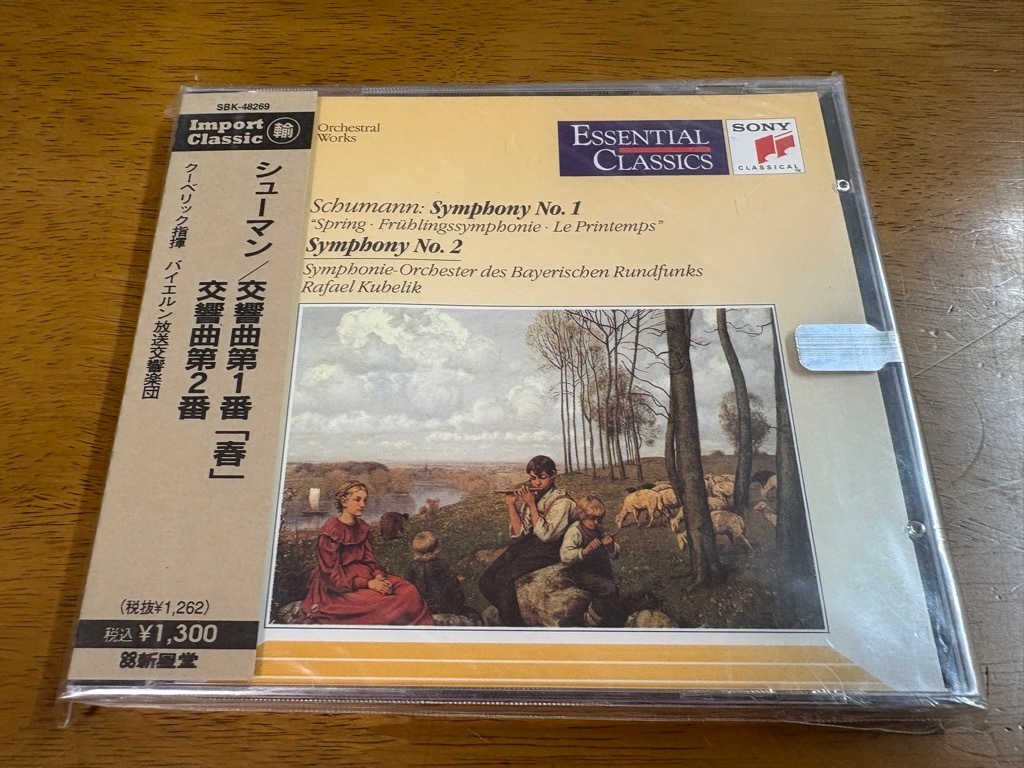 SBK-48269
Import
Classic
輸
シューマン/交響曲第1番「春」
交響曲第2番
クーベリック指揮 バイエルン放送交響楽団
(税抜¥1,262)
税込 ¥1,300
新星堂
Orchestral
Works
ESSENTIAL
CLASSICS
SONY
CLASSICAL
Schumann: Symphony No. 1
"Spring · Frühlingssymphonie · Le Printemps"
Symphony No. 2
Symphonie-Orchester des Bayerischen Rundfunks
Rafael Kubelik